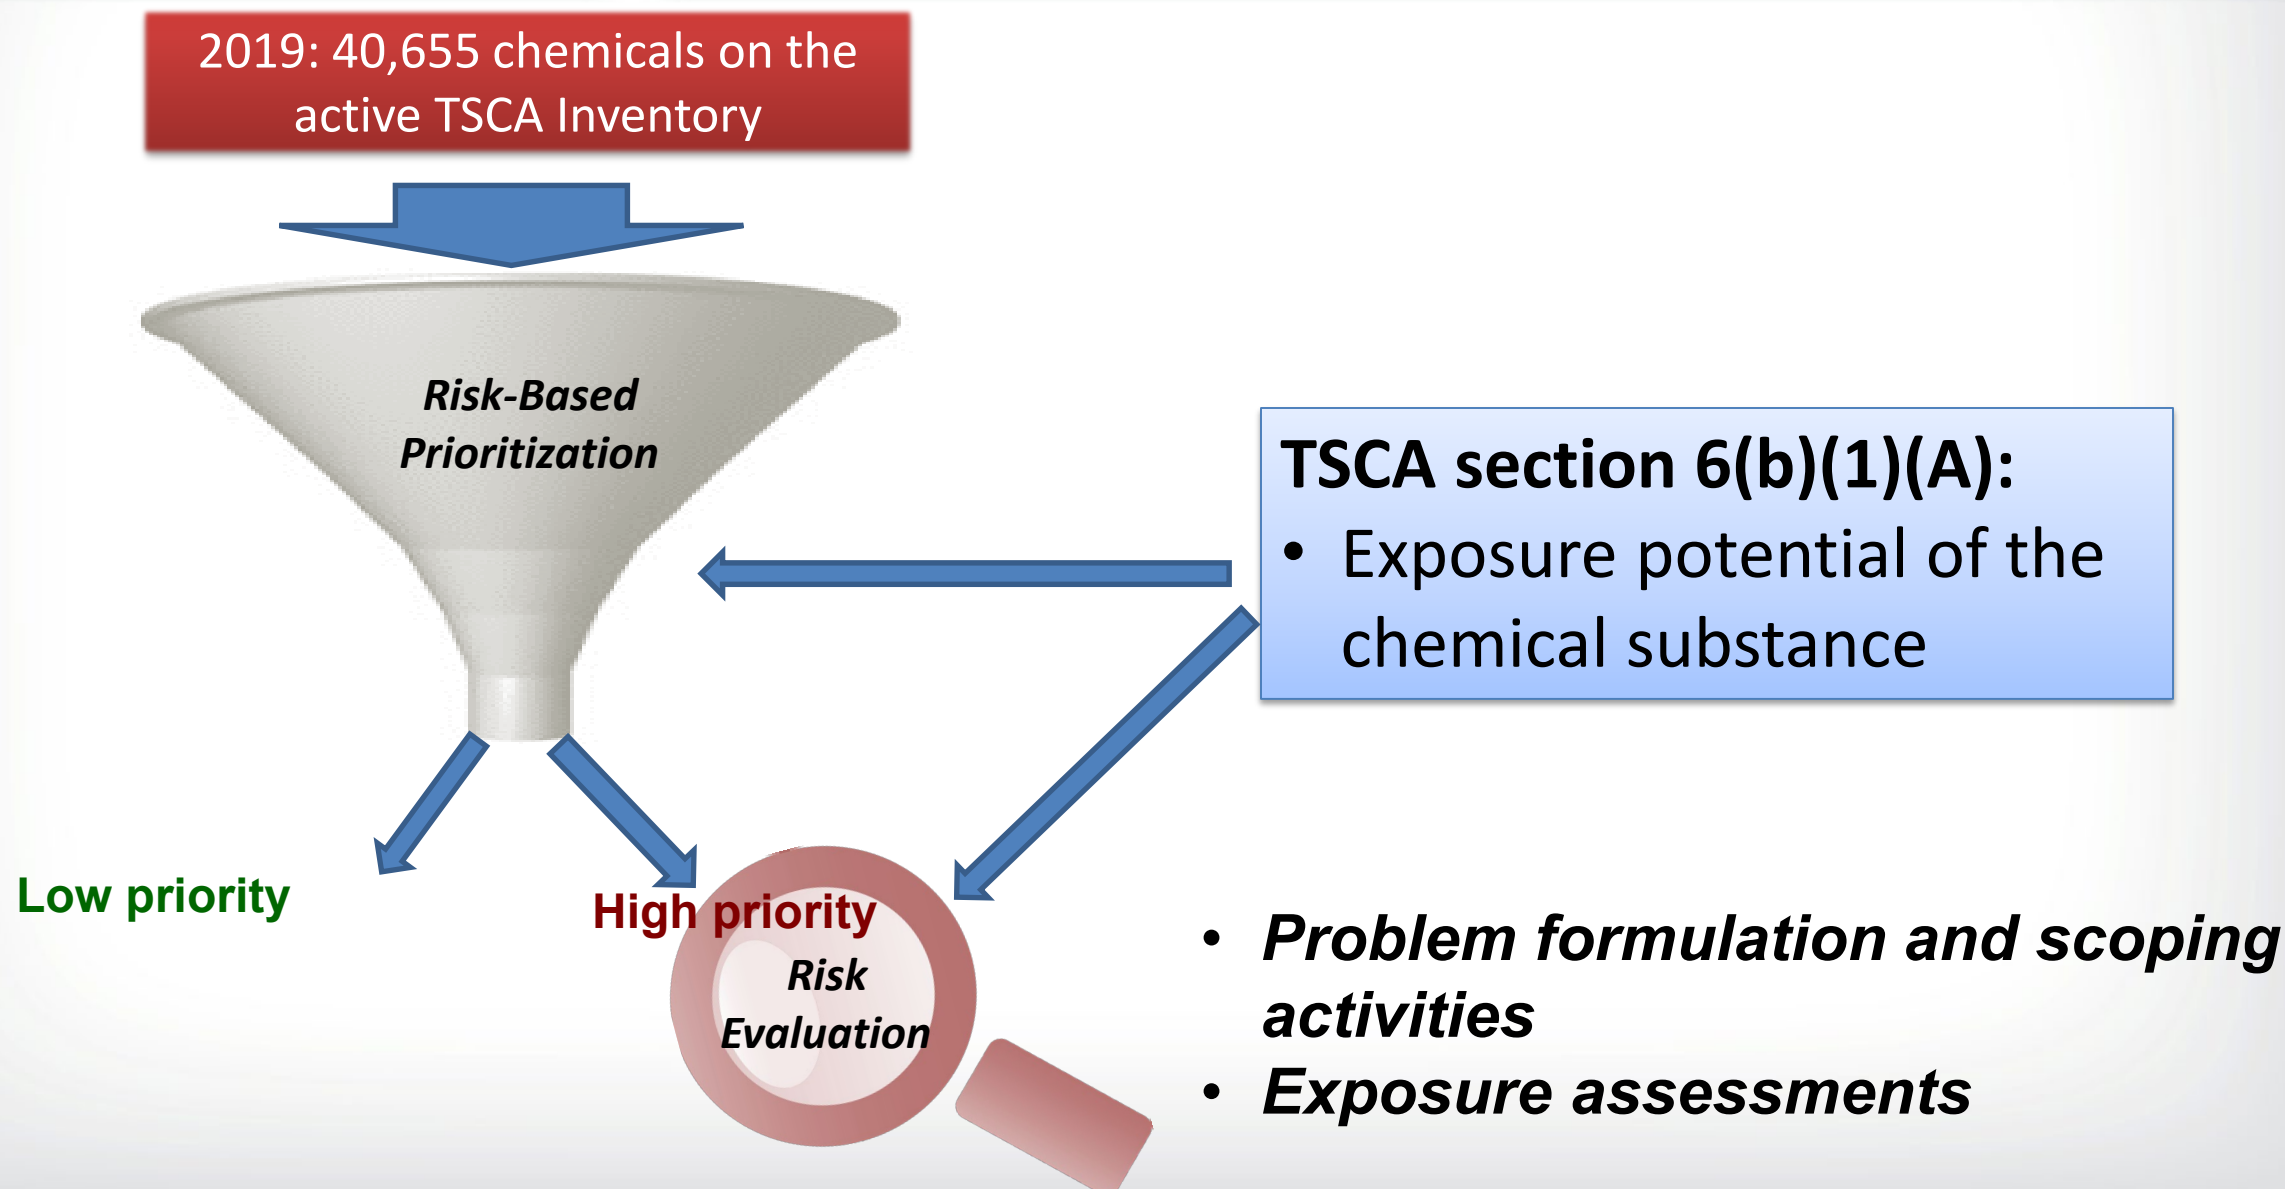 2019: 40,655 chemicals on the
active TSCA Inventory
Risk-Based
Prioritization
TSCA section 6(b)(1)(A):
• Exposure potential of the
chemical substance
Low priority
High priority
Risk
Evaluation
• Problem formulation and scoping
activities
• Exposure assessments